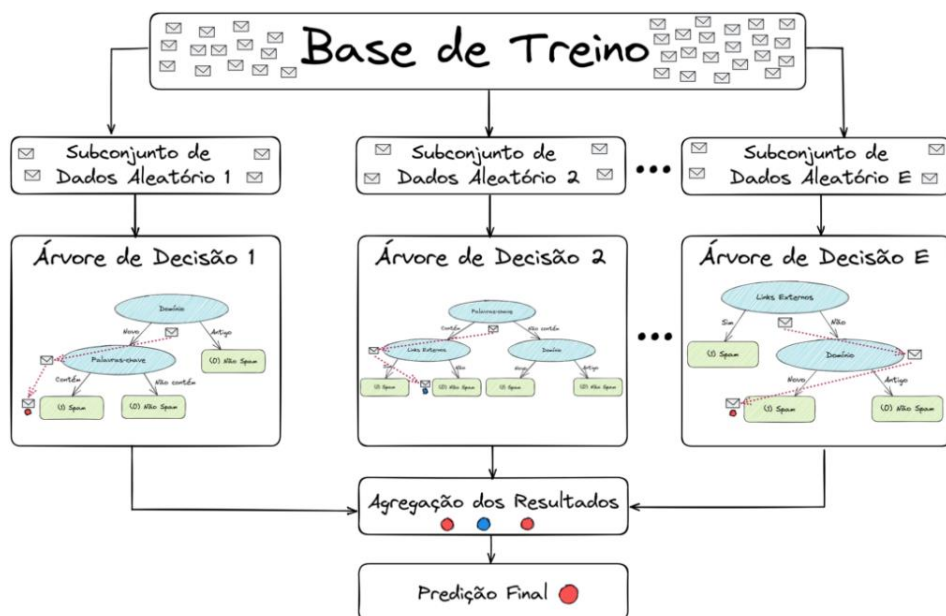 Base de Treino
Subconjunto de
Dados Aleatório 1
Subconjunto de
Dados Aleatório 2
...
Subconjunto de
Dados Aleatório E
Árvore de Decisão 1
Domínio
Novo
Antigo
Palavras-chave
(0) Não Spam
Contém
Não contém
(1) Spam
(0) Não Spam
Árvore de Decisão 2
Palavras-chave
Contém
Não contém
Links Externos
Domínio
Sim
Não
Novo
Antigo
(1) Spam
(0) Não Spam
(1) Spam
(0) Não Spam
...
Árvore de Decisão E
Links Externos
Sim
Não
(1) Spam
Domínio
Novo
Antigo
(1) Spam
(0) Não Spam
Agregação dos Resultados
Predição Final